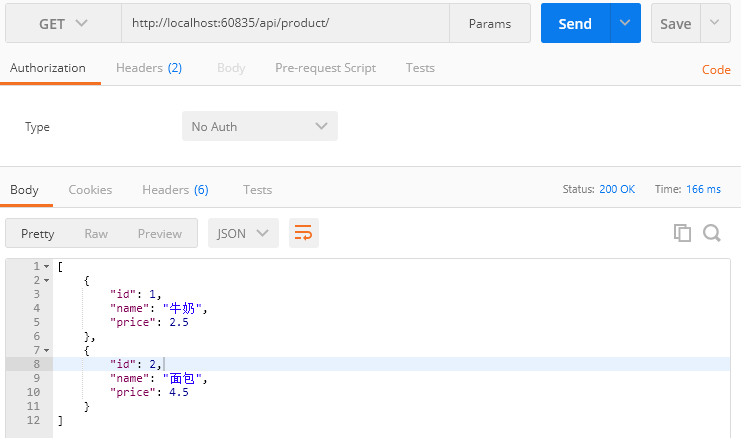 GET http://localhost:60835/api/product/ Params Send Save
Authorization Headers (2) Body Pre-request Script Tests Code
Type No Auth
Body Cookies Headers (6) Tests Status: 200 OK Time: 166 ms
Pretty Raw Preview JSON
1 [
2 {
3 "id": 1,
4 "name": "牛奶",
5 "price": 2.5
6 },
7 {
8 "id": 2,
9 "name": "面包",
10 "price": 4.5
11 }
12 ]